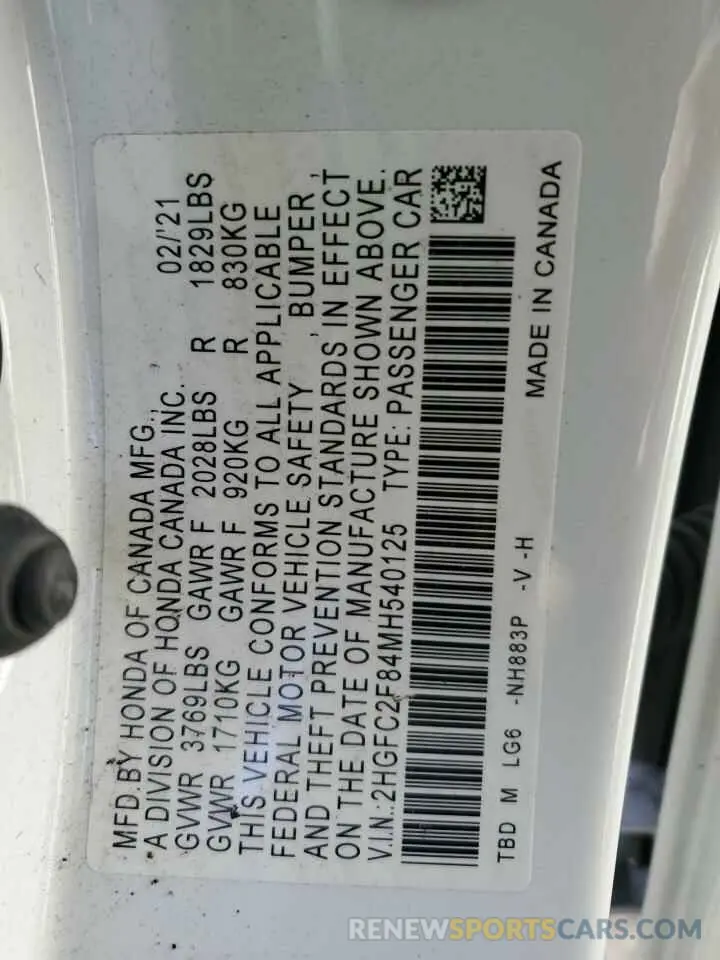 MFD.BY HONDA OF CANADA MFG., 02/'21
A DIVISION OF HONDA CANADA INC.
GVWR 3769LBS GAWR F 2028LBS R 1829LBS
GVWR 1710KG GAWR F 920KG R 830KG
THIS VEHICLE CONFORMS TO ALL APPLICABLE
FEDERAL MOTOR VEHICLE SAFETY , BUMPER ,
AND THEFT PREVENTION STANDARDS IN EFFECT
ON THE DATE OF MANUFACTURE SHOWN ABOVE.
V.I.N.:2HGFC2F84MH540125 TYPE: PASSENGER CAR
TBD M LG6 -NH883P -V -H MADE IN CANADA
RENEWSPORTSCARS.COM